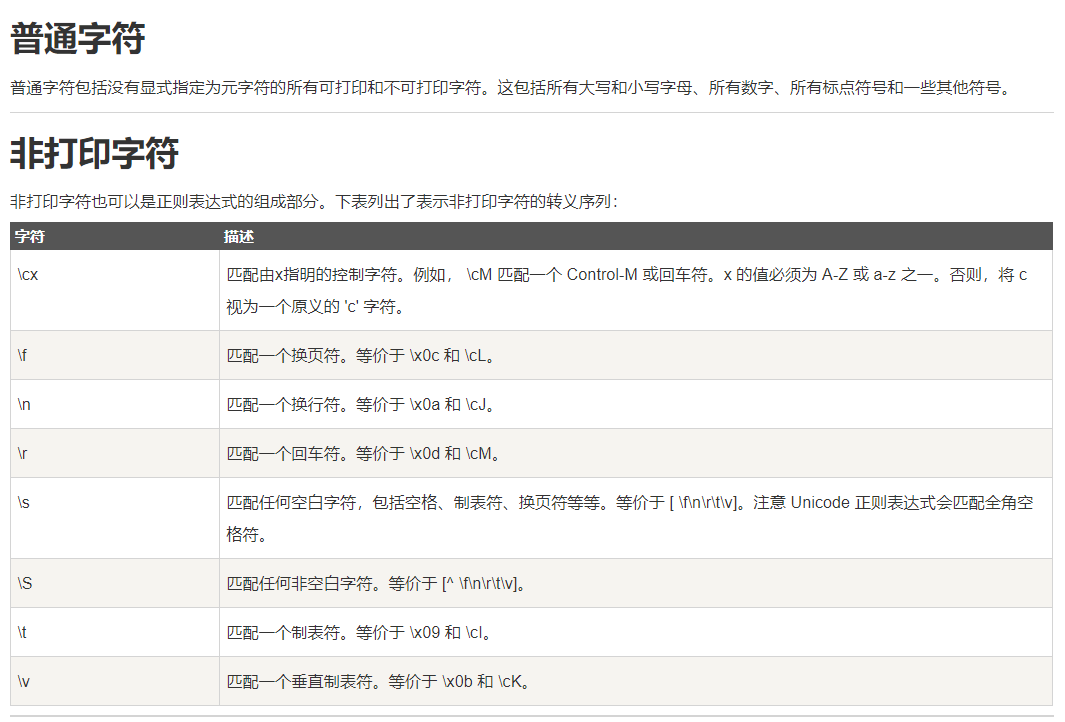 普通字符
普通字符包括没有显式指定为元字符的所有可打印和不可打印字符。这包括所有大写和小写字母、所有数字、所有标点符号和一些其他符号。
非打印字符
非打印字符也可以是正则表达式的组成部分。下表列出了表示非打印字符的转义序列：
字符 描述
\cx 匹配由x指明的控制字符。例如， \cM 匹配一个 Control-M 或回车符。x 的值必须为 A-Z 或 a-z 之一。否则，将 c
视为一个原义的 'c' 字符。
\f 匹配一个换页符。等价于 \x0c 和 \cL。
\n 匹配一个换行符。等价于 \x0a 和 \cJ。
\r 匹配一个回车符。等价于 \x0d 和 \cM。
\s 匹配任何空白字符，包括空格、制表符、换页符等等。等价于 [ \f\n\r\t\v]。注意 Unicode 正则表达式会匹配全角空
格符。
\S 匹配任何非空白字符。等价于 [^ \f\n\r\t\v]。
\t 匹配一个制表符。等价于 \x09 和 \cI。
\v 匹配一个垂直制表符。等价于 \x0b 和 \cK。